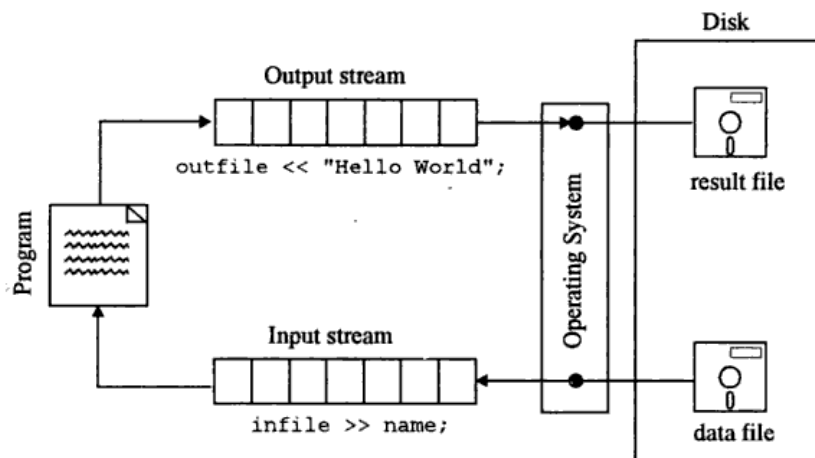 Disk
Output stream
outfile << "Hello World";
result file
Program
Operating System
Input stream
infile >> name;
data file